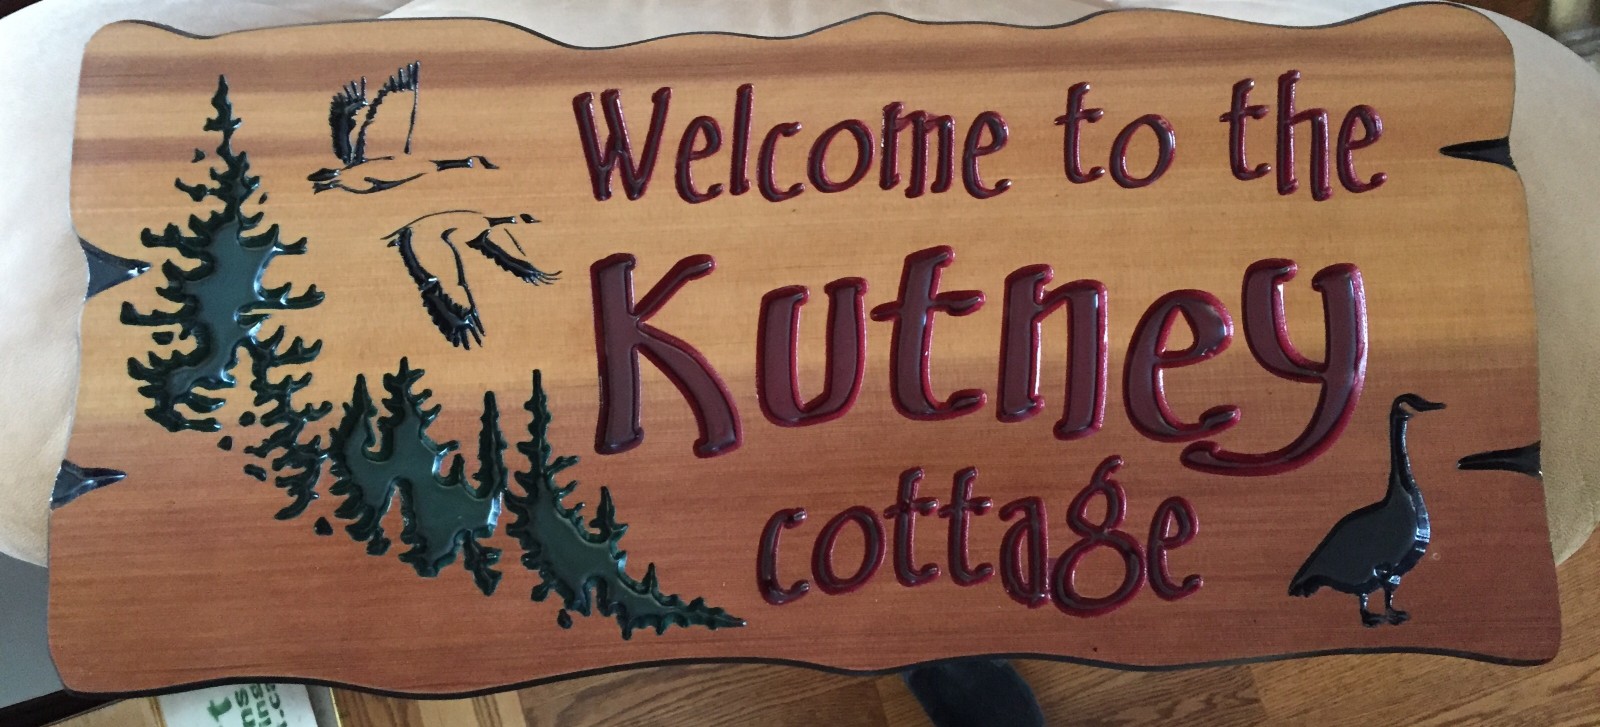 Welcome to the
Kutney
cottage